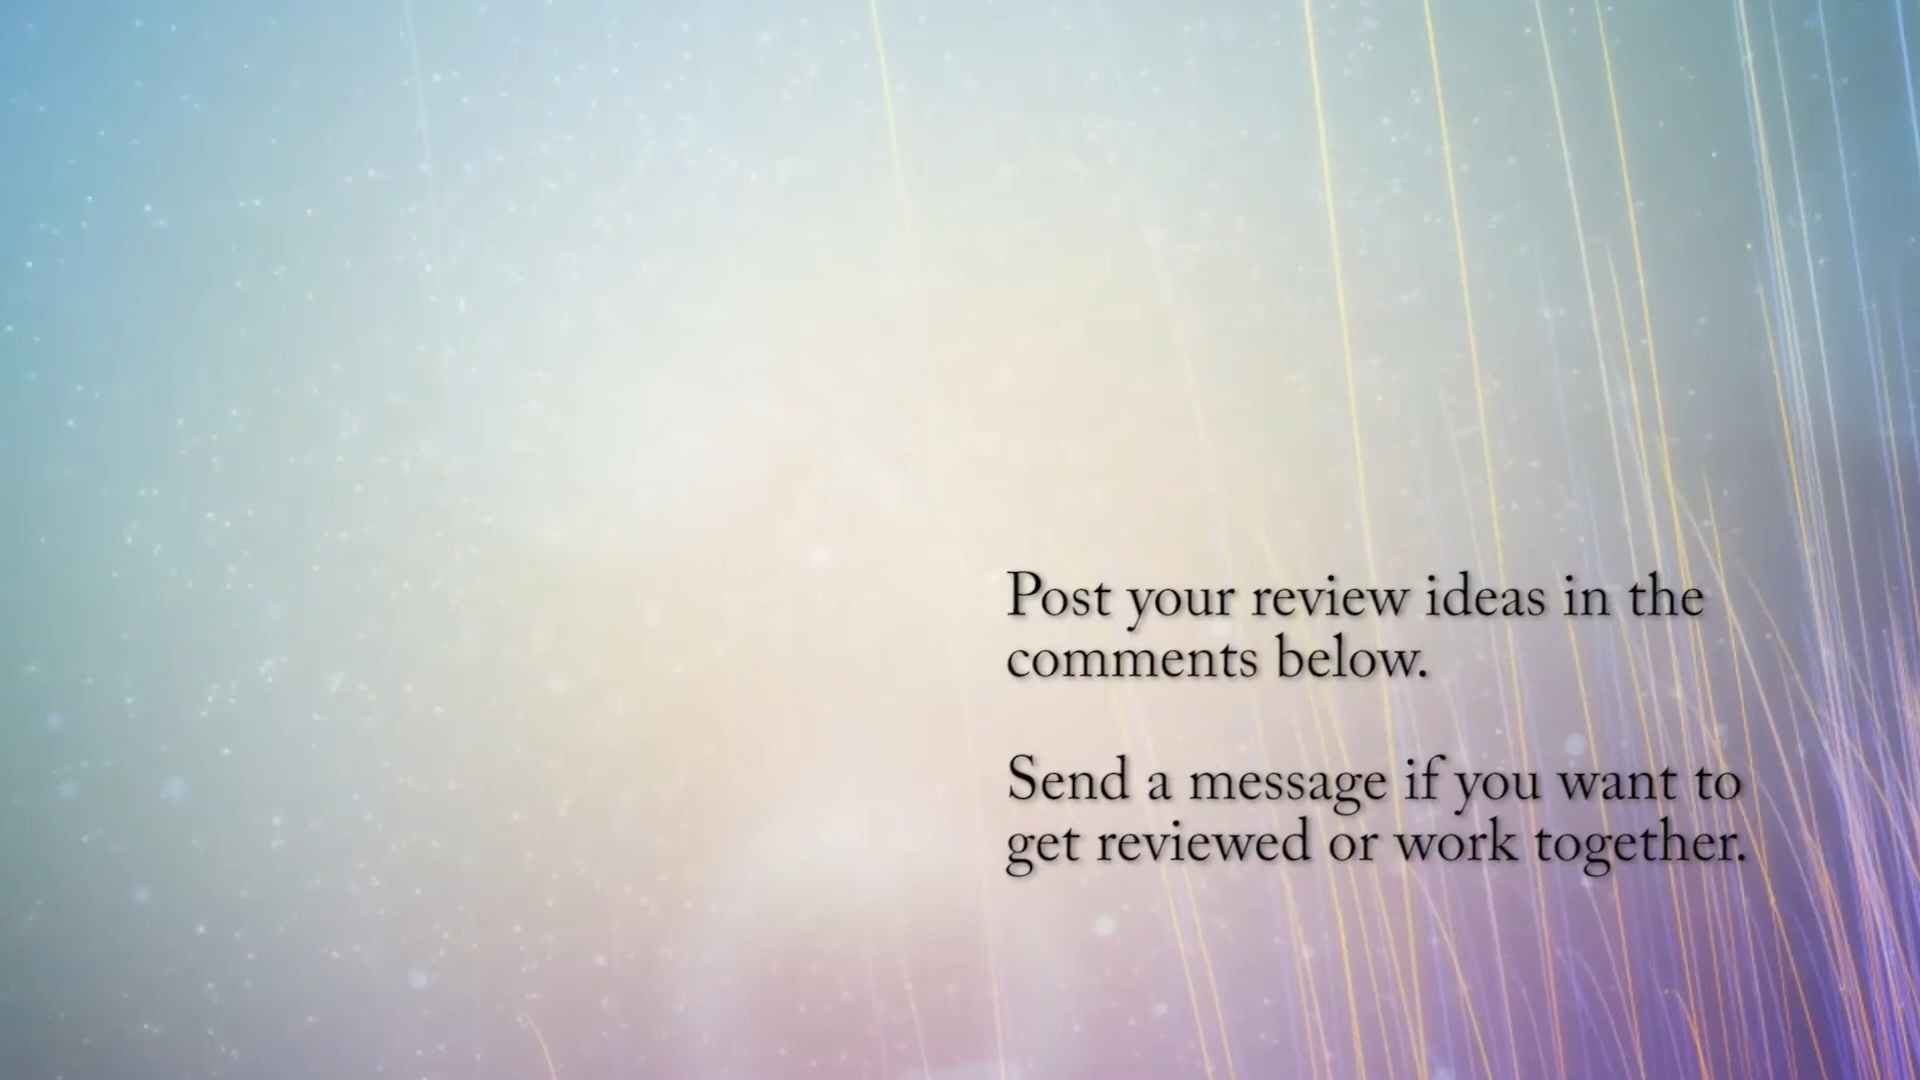 Post your review ideas in the
comments below.
Send a message if you want to
get reviewed or work together.